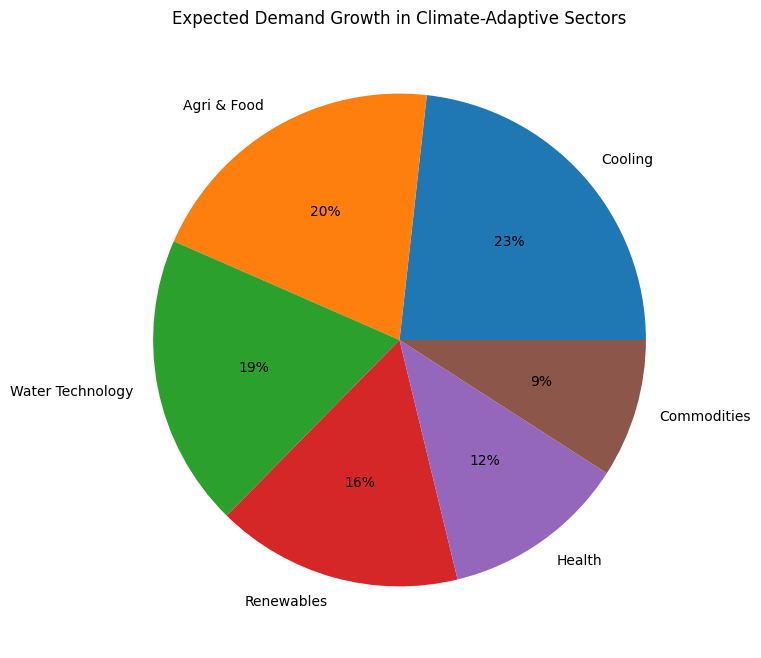 Expected Demand Growth in Climate-Adaptive Sectors
Agri & Food
Cooling
20%
23%
19%
9%
Water Technology
Commodities
12%
16%
Health
Renewables